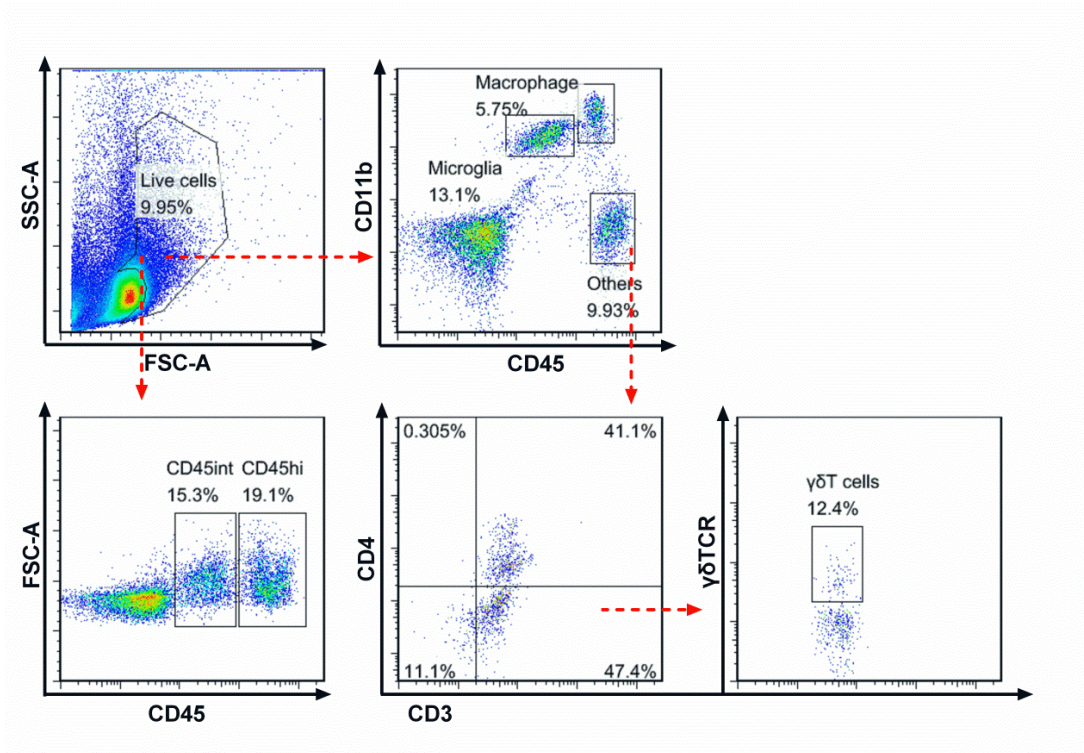 SSC-A
Live cells
9.95%
FSC-A
CD11b
Macrophage
5.75%
Microglia
13.1%
Others
9.93%
CD45
FSC-A
CD45int CD45hi
15.3% 19.1%
CD45
CD4
0.305% 41.1%
11.1% 47.4%
CD3
γδTCR
γδT cells
12.4%